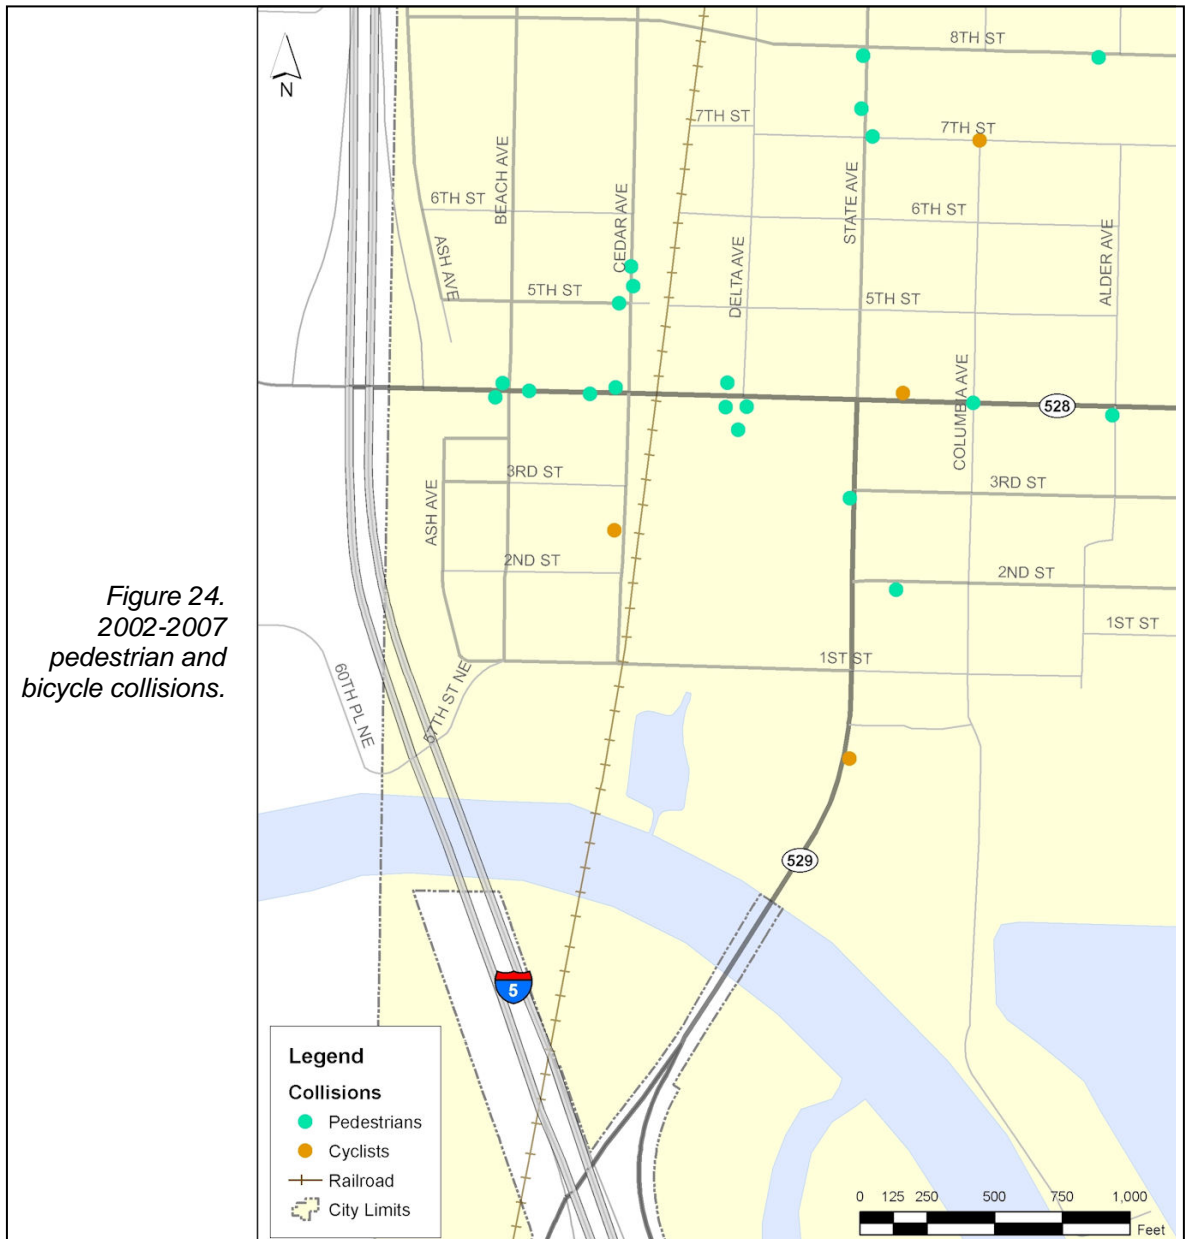 8TH ST
N
7TH ST
7TH ST
BEACH AVE
6TH ST
CEDAR AVE
STATE AVE
6TH ST
ASH AVE
DELTA AVE
ALDER AVE
5TH ST
5TH ST
COLUMBIA AVE
528
3RD ST
3RD ST
ASH AVE
2ND ST
2ND ST
Figure 24.
2002-2007
pedestrian and
bicycle collisions.
1ST ST
1ST ST
60TH PL NE
57TH ST NE
529
5
Legend
Collisions
Pedestrians
Cyclists
Railroad
City Limits
0 125 250 500 750 1,000
Feet